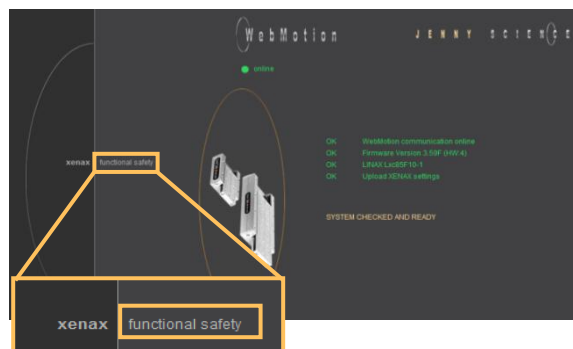 WebMotion
JENNY SCIENCE
online
xenax functional safety
OK WebMotion communication online
OK Firmware Version 3.59F (HW:4)
OK LINAX Lxc85F10-1
OK Upload XENAX settings
SYSTEM CHECKED AND READY
xenax functional safety